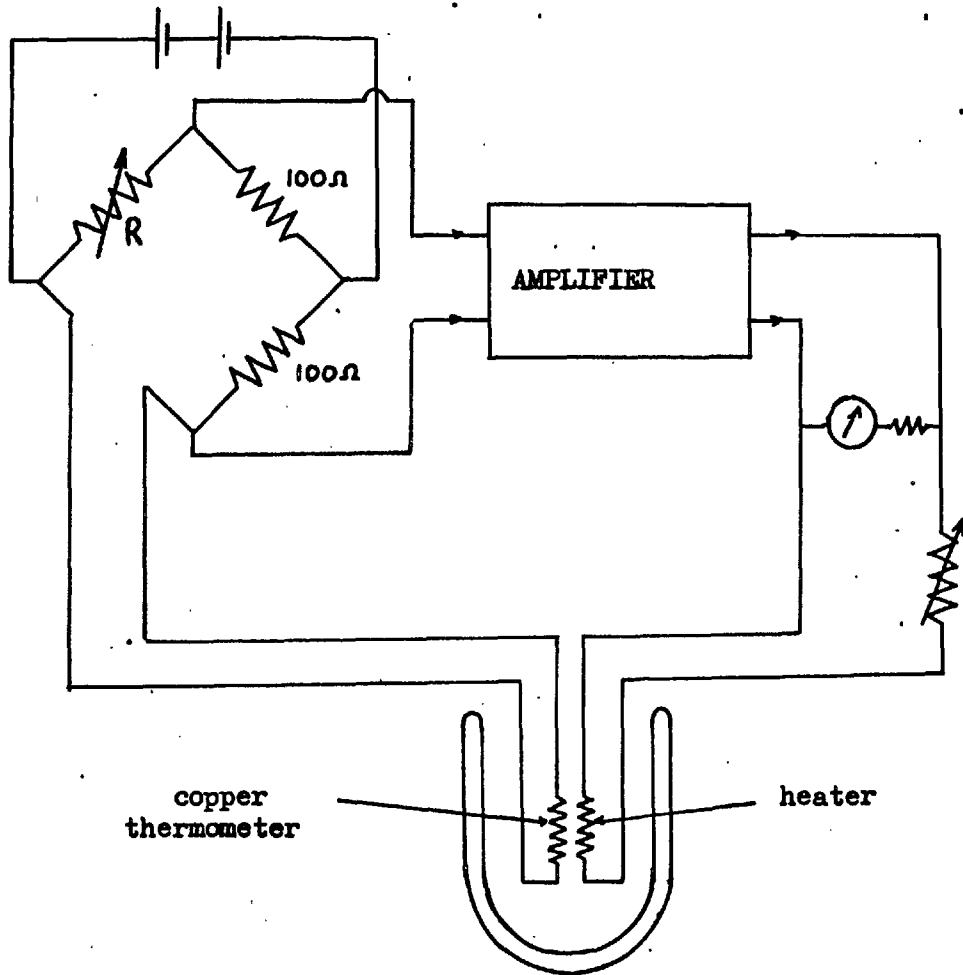 100Ω
R
AMPLIFIER
100Ω
copper
thermometer
heater